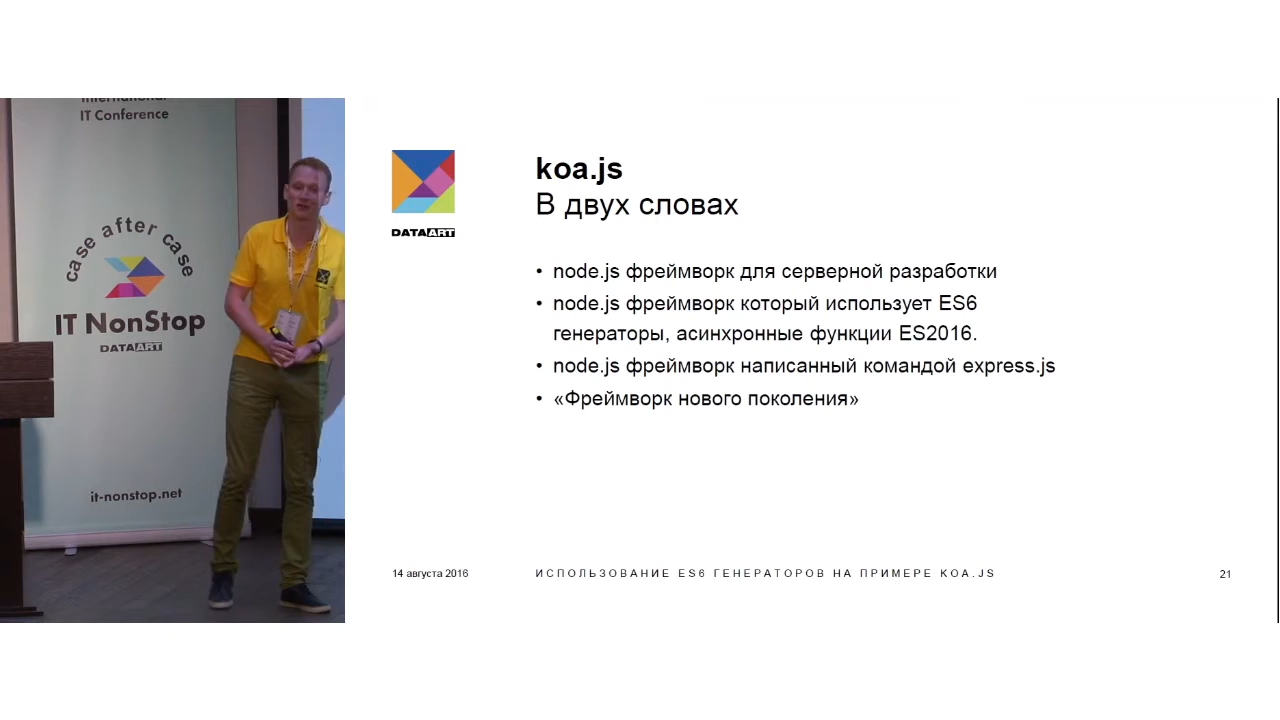 International
IT Conference
case after case
IT NonStop
DATAART
it-nonstop.net
DATAART
koa.js
В двух словах
• node.js фреймворк для серверной разработки
• node.js фреймворк который использует ES6
генераторы, асинхронные функции ES2016.
• node.js фреймворк написанный командой express.js
• «Фреймворк нового поколения»
14 августа 2016
ИСПОЛЬЗОВАНИЕ ES6 ГЕНЕРАТОРОВ НА ПРИМЕРЕ KOA.JS
21